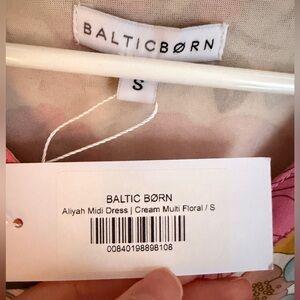 BALTICBØRN
S
BALTIC BØRN
Aliyah Midi Dress | Cream Multi Floral / S
00840198898108